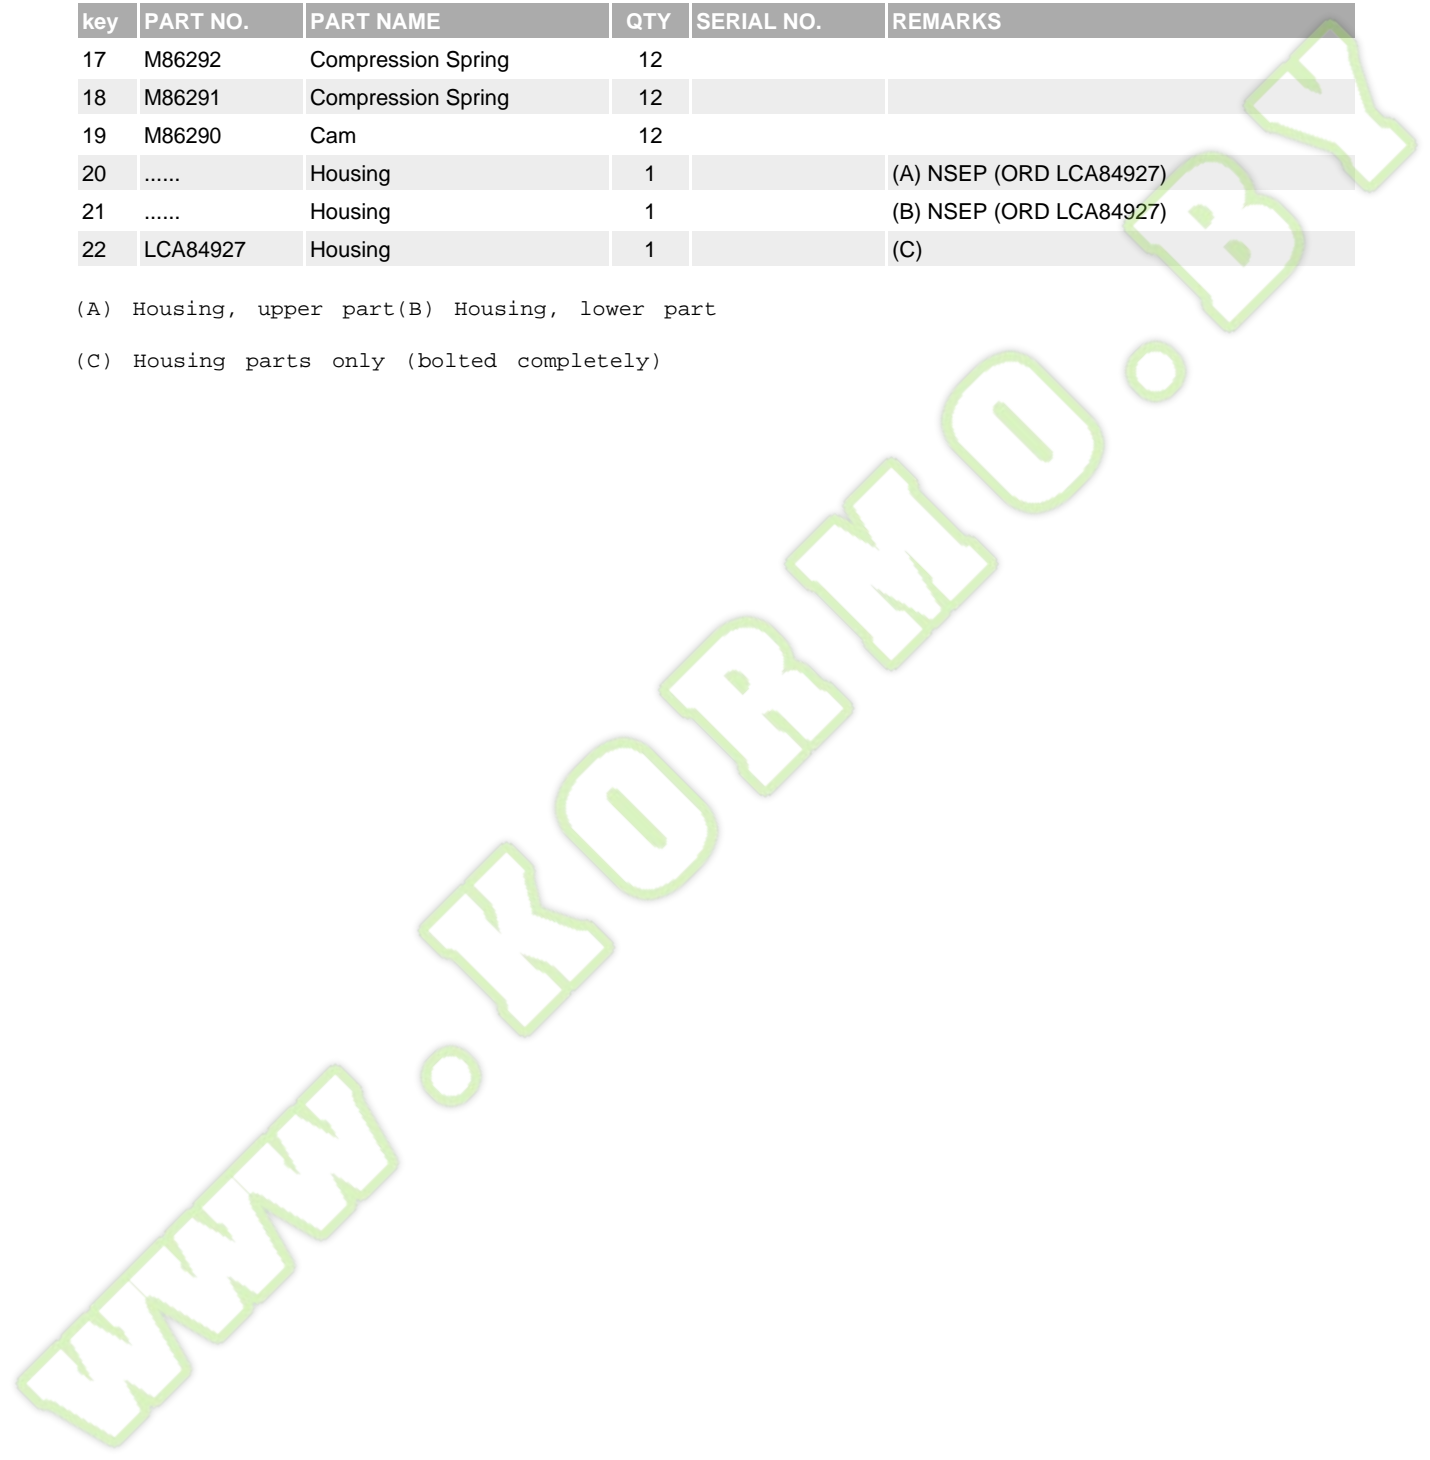 key PART NO. PART NAME QTY SERIAL NO. REMARKS
17 M86292 Compression Spring 12
18 M86291 Compression Spring 12
19 M86290 Cam 12
20 ...... Housing 1 (A) NSEP (ORD LCA84927)
21 ...... Housing 1 (B) NSEP (ORD LCA84927)
22 LCA84927 Housing 1 (C)
(A) Housing, upper part(B) Housing, lower part
(C) Housing parts only (bolted completely)
WWW.KORMO.BY